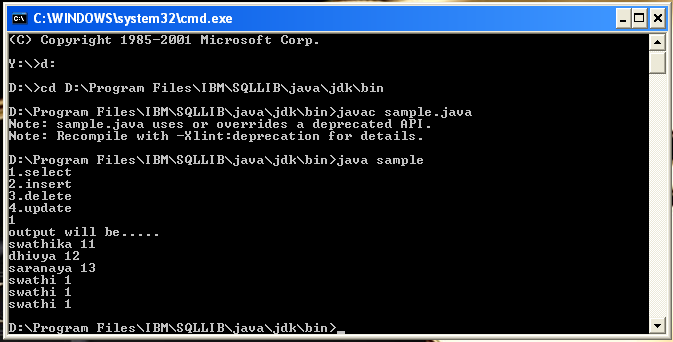 C:\WINDOWS\system32\cmd.exe
(C) Copyright 1985-2001 Microsoft Corp.
Y:\>d:
D:\>cd D:\Program Files\IBM\SQLLIB\java\jdk\bin
D:\Program Files\IBM\SQLLIB\java\jdk\bin>javac sample.java
Note: sample.java uses or overrides a deprecated API.
Note: Recompile with -Xlint:deprecation for details.
D:\Program Files\IBM\SQLLIB\java\jdk\bin>java sample
1.select
2.insert
3.delete
4.update
1
output will be.....
swathika 11
dhivya 12
saranaya 13
swathi 1
swathi 1
swathi 1
D:\Program Files\IBM\SQLLIB\java\jdk\bin>_